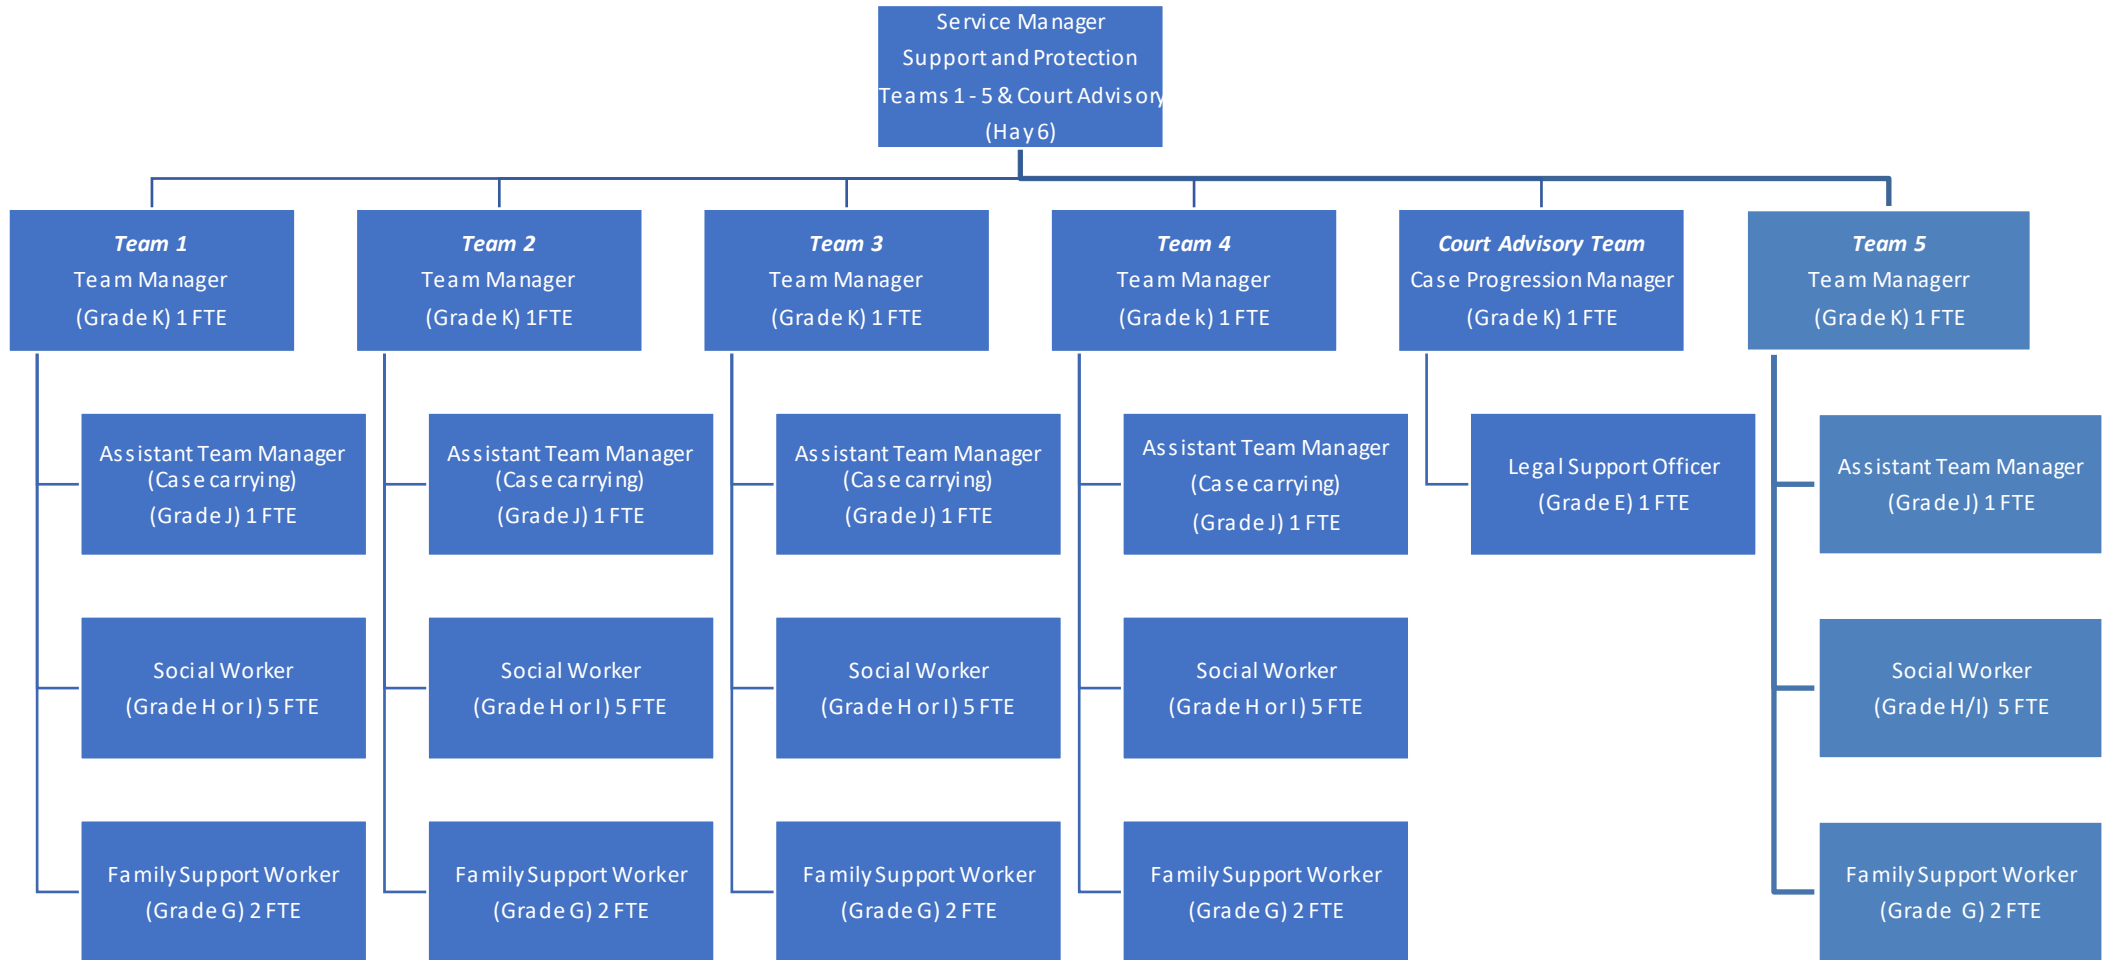 Service Manager
Support and Protection
Teams 1 - 5 & Court Advisory
(Hay 6)
Team 1
Team Manager
(Grade K) 1 FTE
Team 2
Team Manager
(Grade K) 1FTE
Team 3
Team Manager
(Grade K) 1 FTE
Team 4
Team Manager
(Grade k) 1 FTE
Court Advisory Team
Case Progression Manager
(Grade K) 1 FTE
Team 5
Team Managerr
(Grade K) 1 FTE
Assistant Team Manager
(Case carrying)
(Grade J) 1 FTE
Assistant Team Manager
(Case carrying)
(Grade J) 1 FTE
Assistant Team Manager
(Case carrying)
(Grade J) 1 FTE
Assistant Team Manager
(Case carrying)
(Grade J) 1 FTE
Legal Support Officer
(Grade E) 1 FTE
Assistant Team Manager
(Grade J) 1 FTE
Social Worker
(Grade H or I) 5 FTE
Social Worker
(Grade H or I) 5 FTE
Social Worker
(Grade H or I) 5 FTE
Social Worker
(Grade H or I) 5 FTE
Social Worker
(Grade H/I) 5 FTE
Family Support Worker
(Grade G) 2 FTE
Family Support Worker
(Grade G) 2 FTE
Family Support Worker
(Grade G) 2 FTE
Family Support Worker
(Grade G) 2 FTE
Family Support Worker
(Grade G) 2 FTE